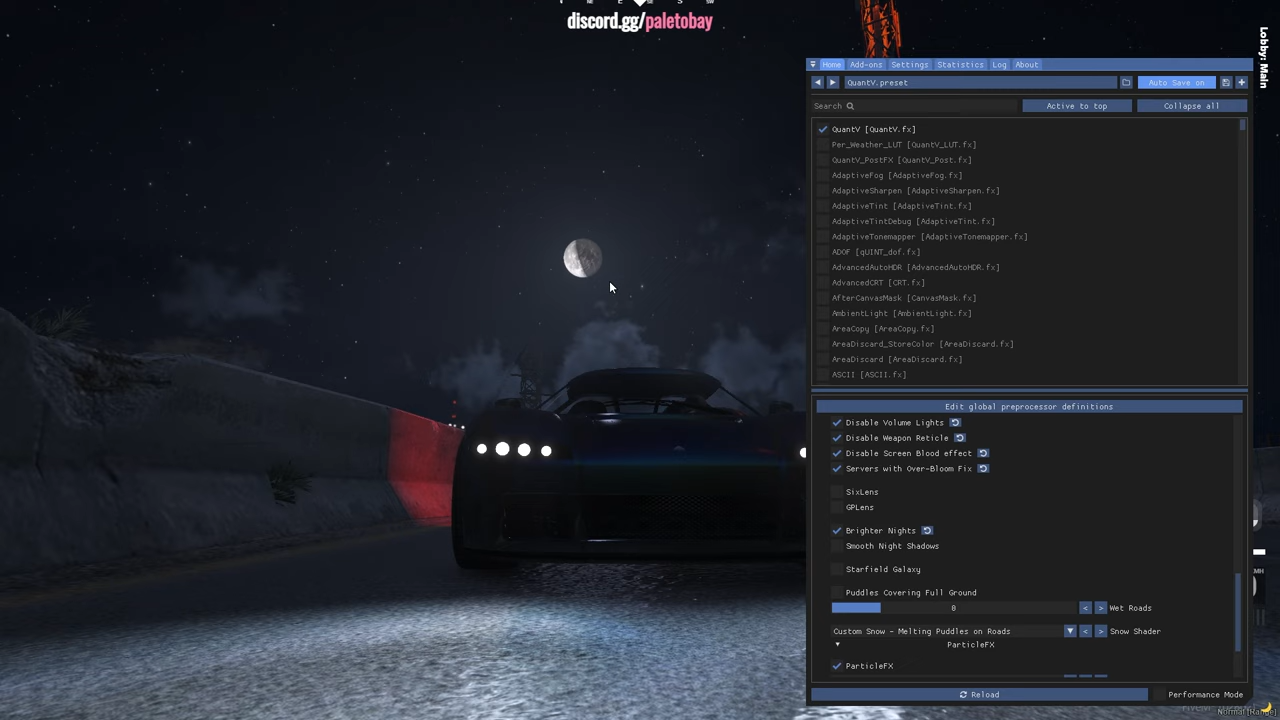 discord.gg/paletobay
Lobby: Main
Home Add-ons Settings Statistics Log About
QuantV.preset Auto Save on
Search Active to top Collapse all
QuantV [QuantV.fx]
Per_Weather_LUT [QuantV_LUT.fx]
QuantV_PostFX [QuantV_Post.fx]
AdaptiveFog [AdaptiveFog.fx]
AdaptiveSharpen [AdaptiveSharpen.fx]
AdaptiveTint [AdaptiveTint.fx]
AdaptiveTintDebug [AdaptiveTint.fx]
AdaptiveTonemapper [AdaptiveTonemapper.fx]
ADOF [qUINT_dof.fx]
AdvancedAutoHDR [AdvancedAutoHDR.fx]
AdvancedCRT [CRT.fx]
AfterCanvasMask [CanvasMask.fx]
AmbientLight [AmbientLight.fx]
AreaCopy [AreaCopy.fx]
AreaDiscard_StoreColor [AreaDiscard.fx]
AreaDiscard [AreaDiscard.fx]
ASCII [ASCII.fx]
Edit global preprocessor definitions
Disable Volume Lights
Disable Weapon Reticle
Disable Screen Blood effect
Servers with Over-Bloom Fix
SixLens
GPLens
Brighter Nights
Smooth Night Shadows
Starfield Galaxy
Puddles Covering Full Ground
0 < > Wet Roads
Custom Snow - Melting Puddles on Roads < > Snow Shader
ParticleFX
ParticleFX
Reload Performance Mode